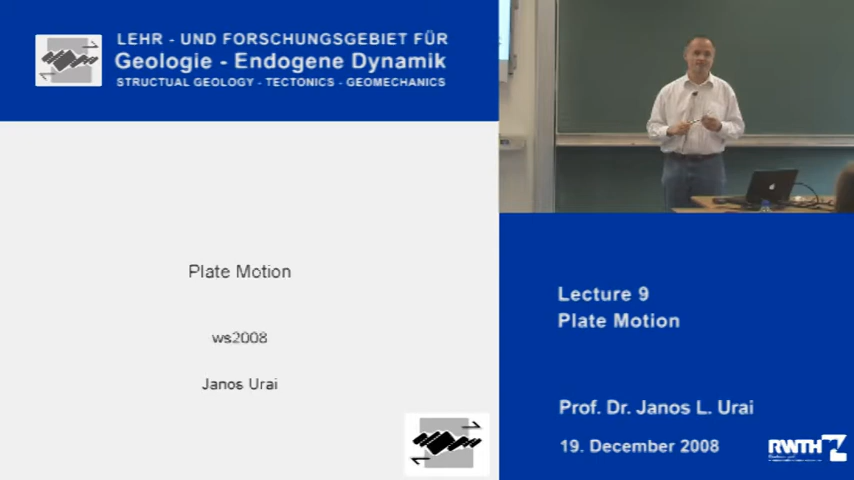 LEHR - UND FORSCHUNGSGEBIET FÜR
Geologie - Endogene Dynamik
STRUCTUAL GEOLOGY - TECTONICS - GEOMECHANICS
Plate Motion
ws2008
Janos Urai
Lecture 9
Plate Motion
Prof. Dr. Janos L. Urai
19. December 2008
RWTH